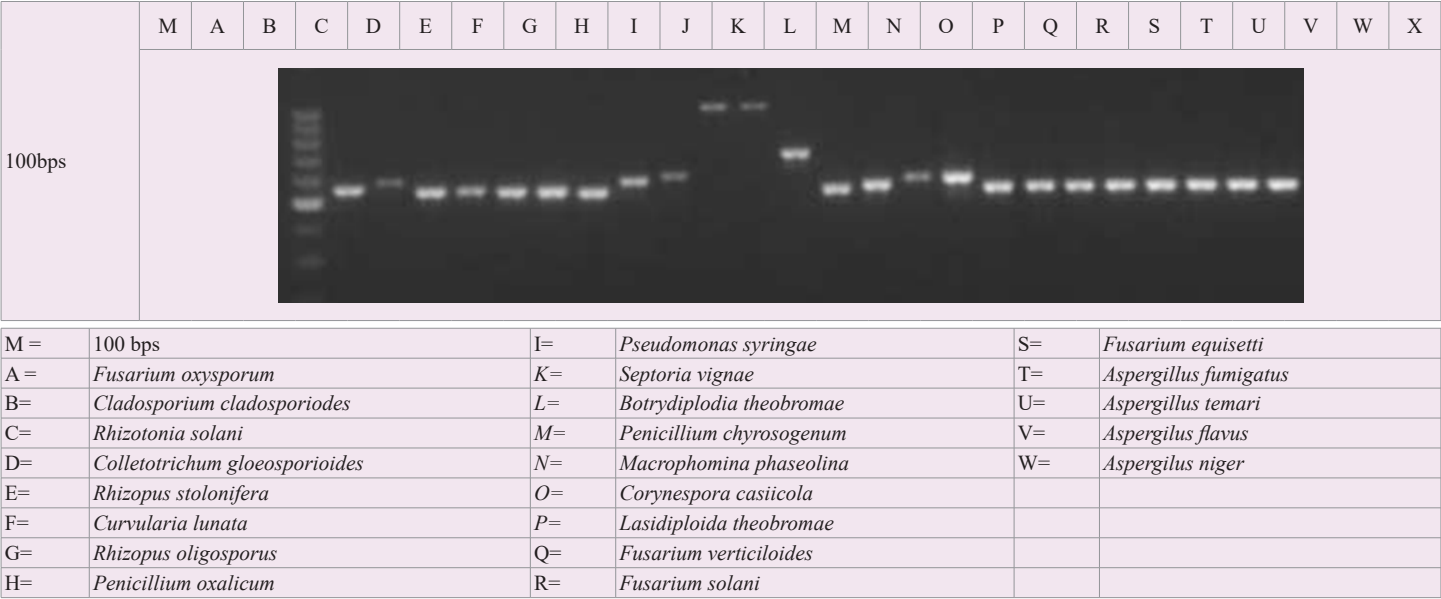 M A B C D E F G H I J K L M N O P Q R S T U V W X
100bps
M = 100 bps I= Pseudomonas syringae S= Fusarium equisetti
A = Fusarium oxysporum K= Septoria vignae T= Aspergillus fumigatus
B= Cladosporium cladosporiodes L= Botrydiplodia theobromae U= Aspergillus temari
C= Rhizotonia solani M= Penicillium chyrosogenum V= Aspergilus flavus
D= Colletotrichum gloeosporioides N= Macrophomina phaseolina W= Aspergilus niger
E= Rhizopus stolonifera O= Corynespora casiicola
F= Curvularia lunata P= Lasidiploida theobromae
G= Rhizopus oligosporus Q= Fusarium verticiloides
H= Penicillium oxalicum R= Fusarium solani